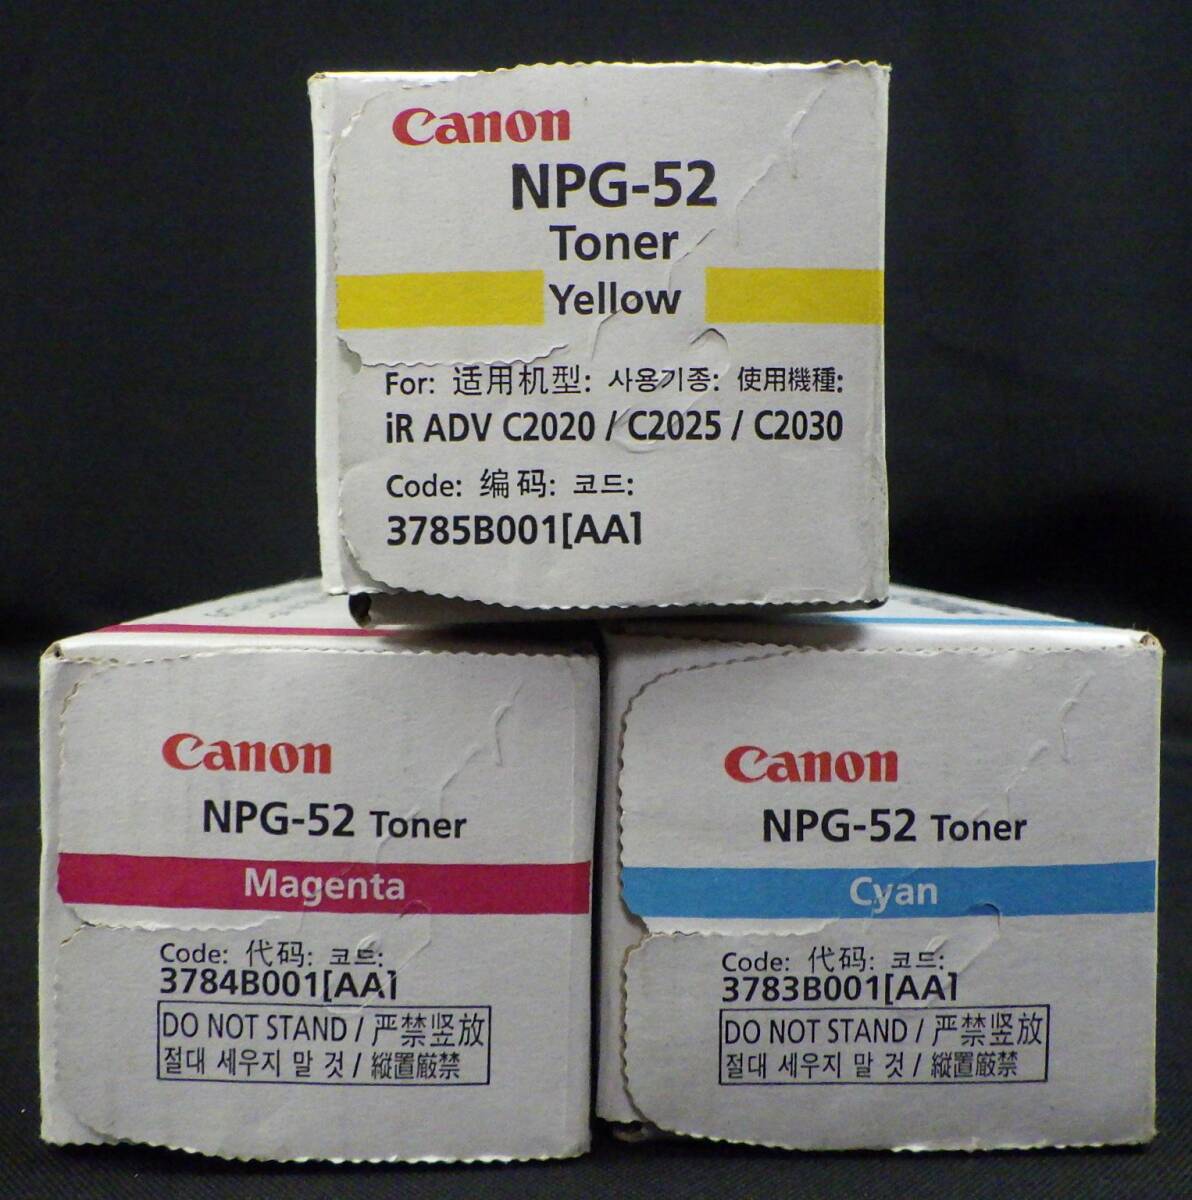 Canon
NPG-52
Toner
Yellow
For: 适用机型: 사용기종: 使用機種:
iR ADV C2020 / C2025 / C2030
Code: 编码: 코드:
3785B001[AA]
Canon
NPG-52 Toner
Magenta
Code: 代码: 코드:
3784B001[AA]
DO NOT STAND / 严禁竖放
절대 세우지 말 것 / 縦置厳禁
Canon
NPG-52 Toner
Cyan
Code: 代码: 코드:
3783B001[AA]
DO NOT STAND / 严禁竖放
절대 세우지 말 것 / 縦置厳禁